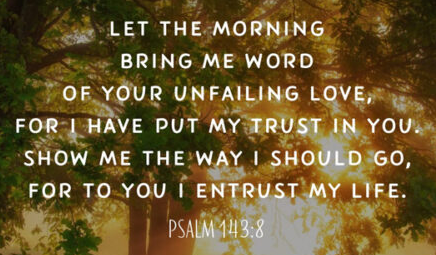 LET THE MORNING
BRING ME WORD
OF YOUR UNFAILING LOVE,
FOR I HAVE PUT MY TRUST IN YOU.
SHOW ME THE WAY I SHOULD GO,
FOR TO YOU I ENTRUST MY LIFE.
PSALM 143:8